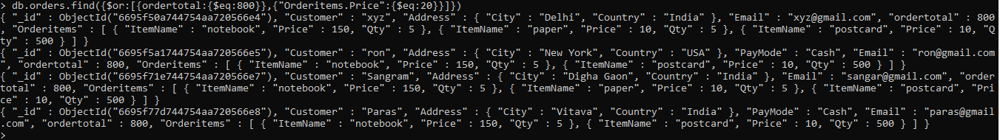 > db.orders.find({$or:[{ordertotal:{$eq:800}},{"Orderitems.Price":{$eq:20}}]})
{ "_id" : ObjectId("6695f50a744754aa720566e4"), "Customer" : "xyz", "Address" : { "City" : "Delhi", "Country" : "India" }, "Email" : "xyz@gmail.com", "ordertotal" : 800
, "Orderitems" : [ { "ItemName" : "notebook", "Price" : 150, "Qty" : 5 }, { "ItemName" : "paper", "Price" : 10, "Qty" : 5 }, { "ItemName" : "postcard", "Price" : 10, "Q
ty" : 500 } ] }
{ "_id" : ObjectId("6695f5a1744754aa720566e5"), "Customer" : "ron", "Address" : { "City" : "New York", "Country" : "USA" }, "PayMode" : "Cash", "Email" : "ron@gmail.com
", "ordertotal" : 800, "Orderitems" : [ { "ItemName" : "notebook", "Price" : 150, "Qty" : 5 }, { "ItemName" : "postcard", "Price" : 10, "Qty" : 500 } ] }
{ "_id" : ObjectId("6695f71e744754aa720566e7"), "Customer" : "Sangram", "Address" : { "City" : "Digha Gaon", "Country" : "India" }, "Email" : "sangar@gmail.com", "order
total" : 800, "Orderitems" : [ { "ItemName" : "notebook", "Price" : 150, "Qty" : 5 }, { "ItemName" : "paper", "Price" : 10, "Qty" : 5 }, { "ItemName" : "postcard", "Pri
ce" : 10, "Qty" : 500 } ] }
{ "_id" : ObjectId("6695f77d744754aa720566e8"), "Customer" : "Paras", "Address" : { "City" : "Vitava", "Country" : "India" }, "PayMode" : "Cash", "Email" : "paras@gmail
.com", "ordertotal" : 800, "Orderitems" : [ { "ItemName" : "notebook", "Price" : 150, "Qty" : 5 }, { "ItemName" : "postcard", "Price" : 10, "Qty" : 500 } ] }
>